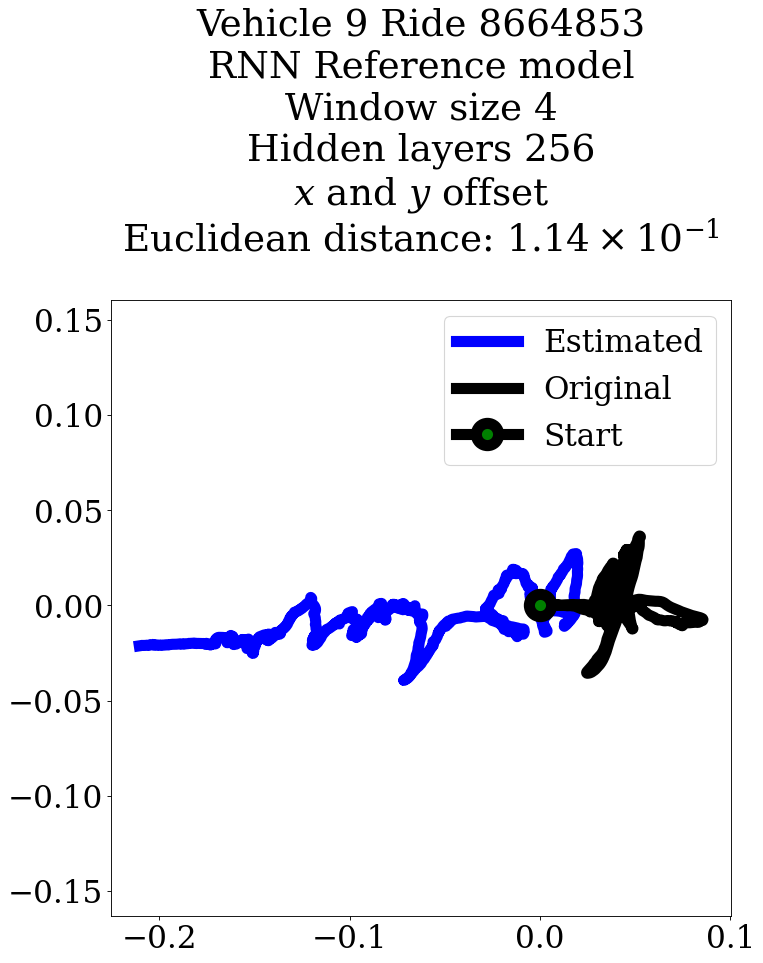 Vehicle 9 Ride 8664853
RNN Reference model
Window size 4
Hidden layers 256
x and y offset
Euclidean distance: 1.14 × 10⁻¹
Estimated
Original
Start
0.15
0.10
0.05
0.00
−0.05
−0.10
−0.15
−0.2 −0.1 0.0 0.1